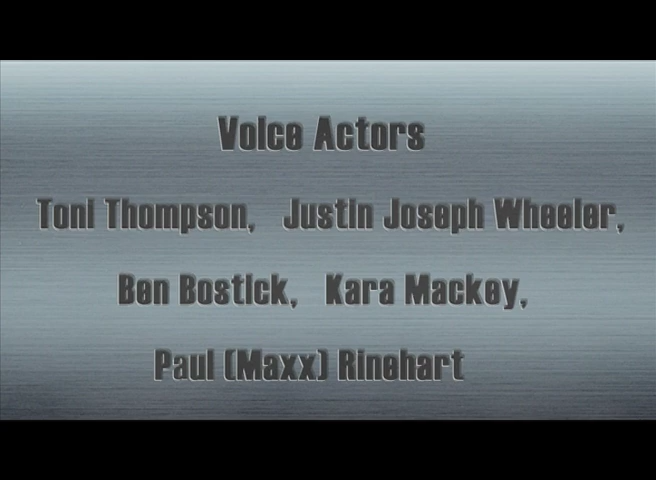 Voice Actors
Toni Thompson, Justin Joseph Wheeler,
Ben Bostick, Kara Mackey,
Paul (Maxx) Rinehart